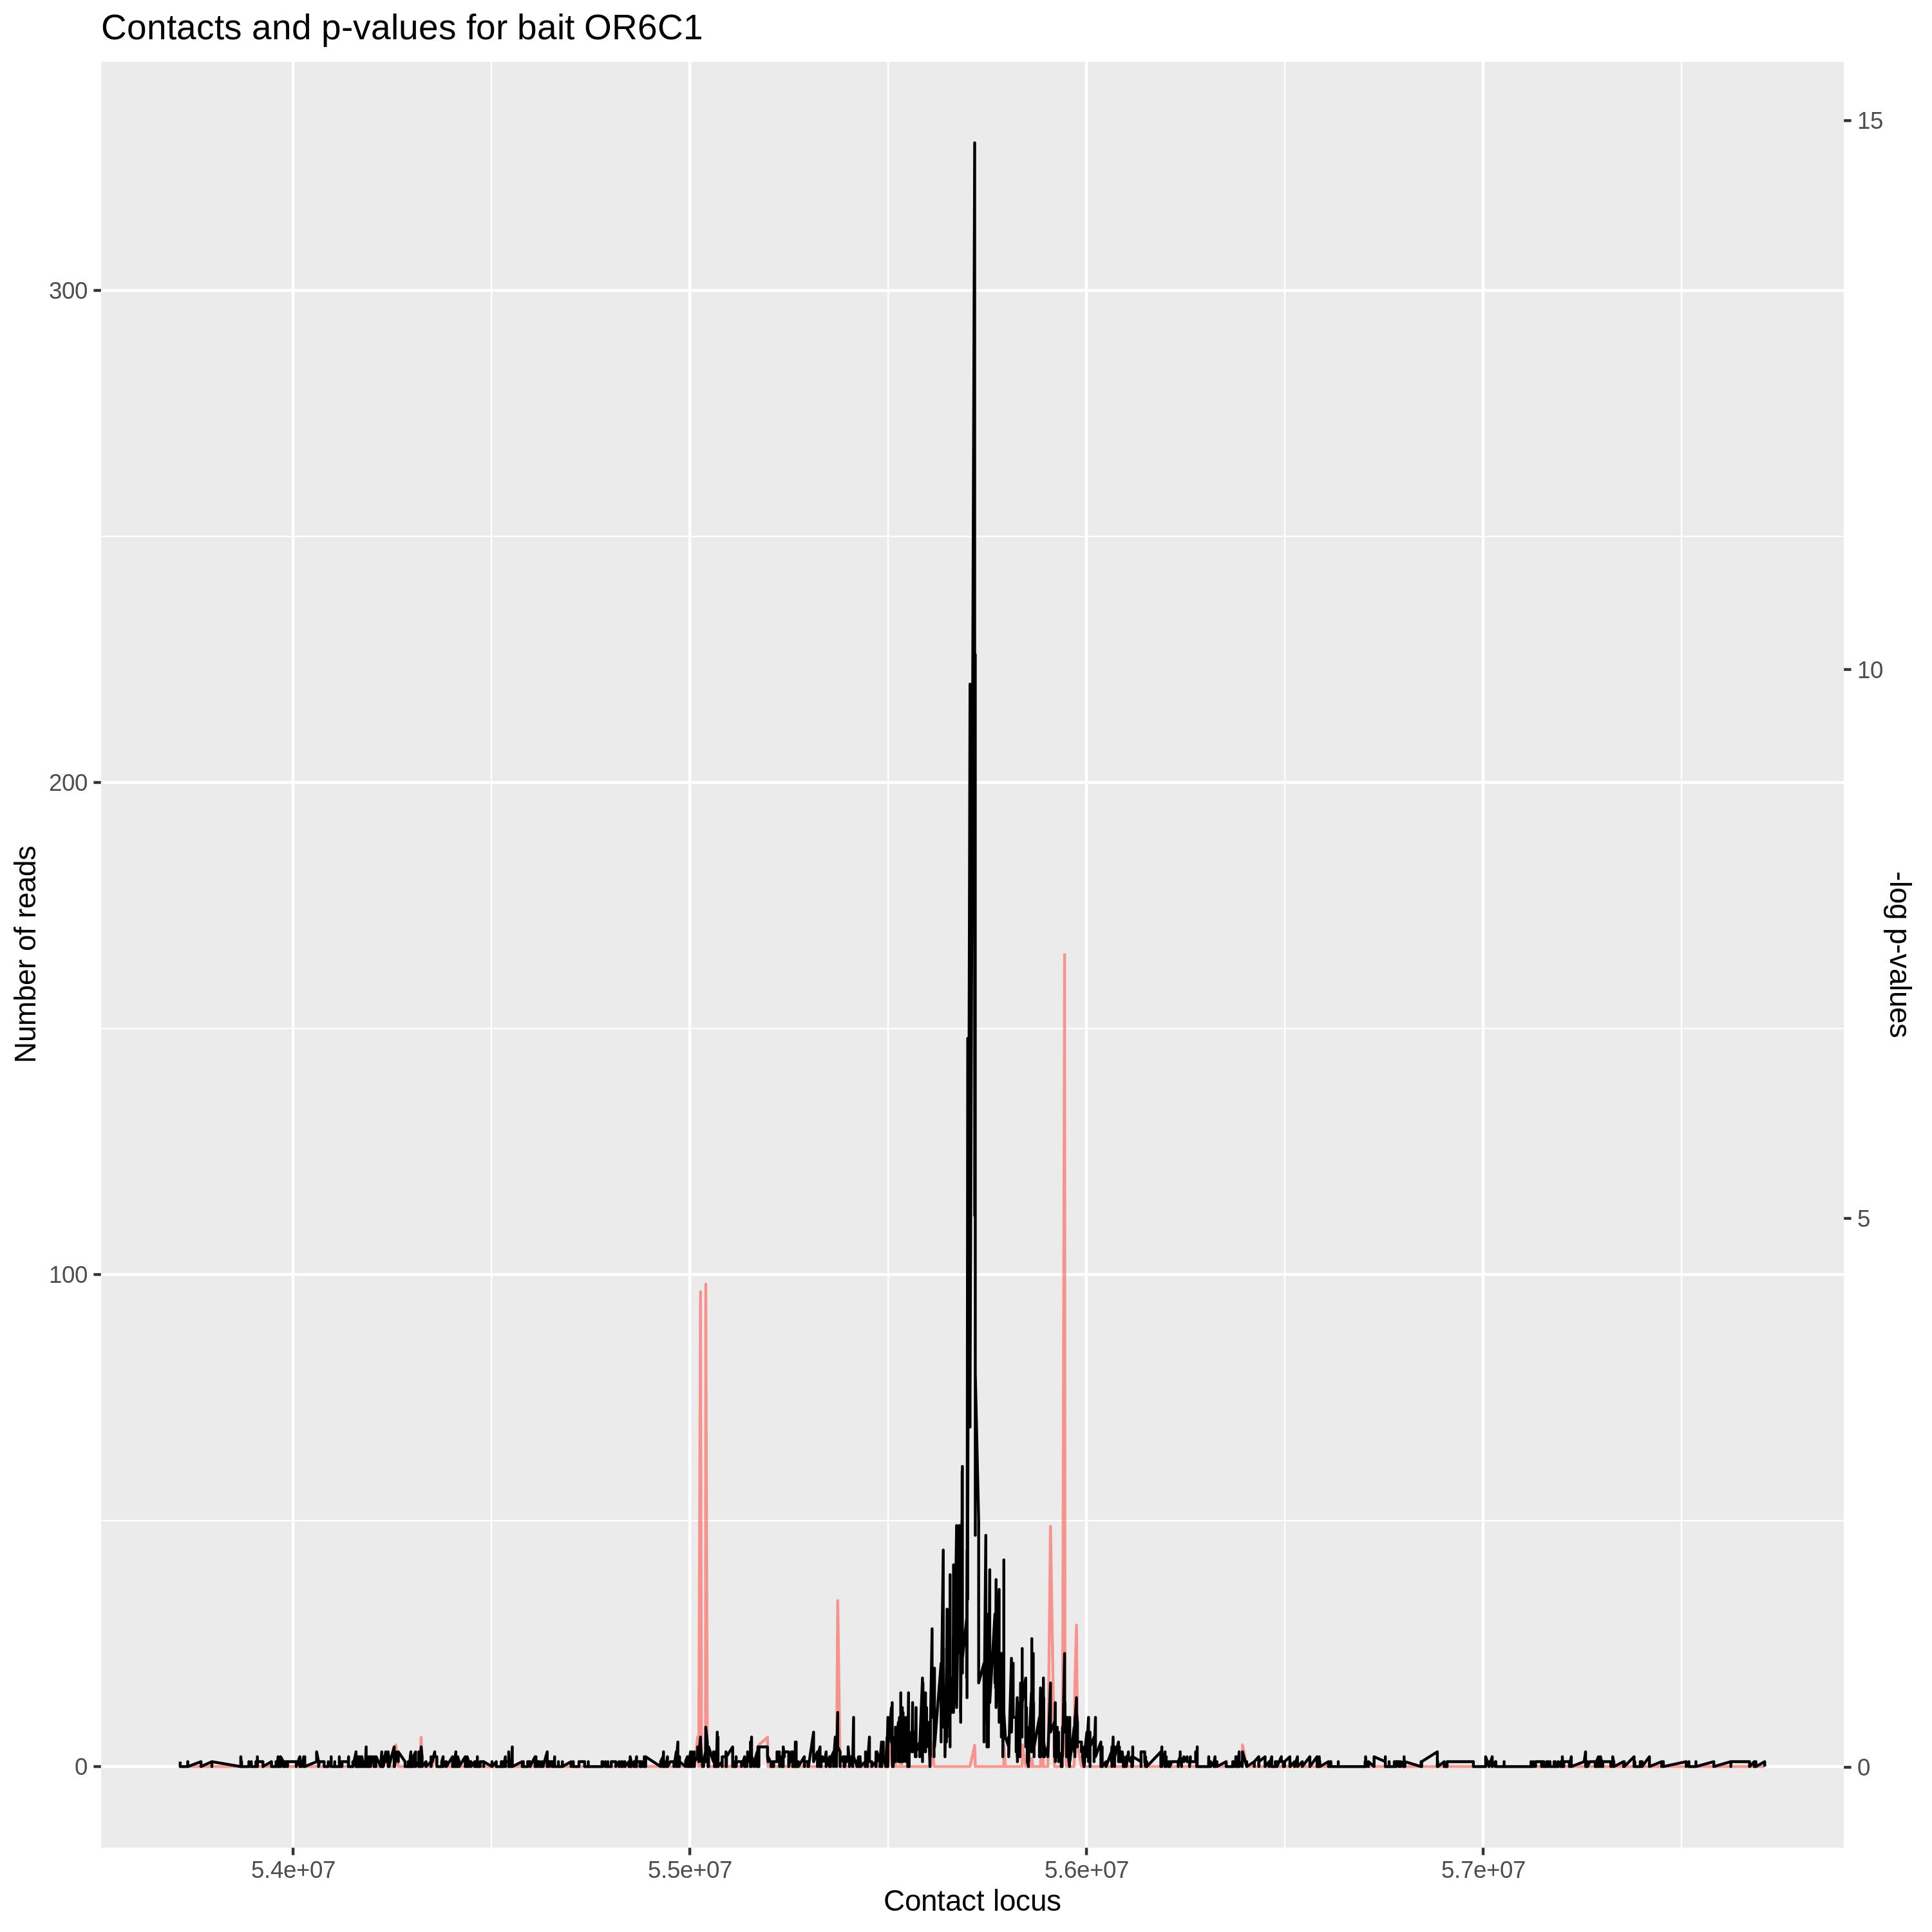 Contacts and p-values for bait OR6C1
Number of reads
300
200
100
0
15
10
5
0
-log p-values
5.4e+07 5.5e+07 5.6e+07 5.7e+07
Contact locus